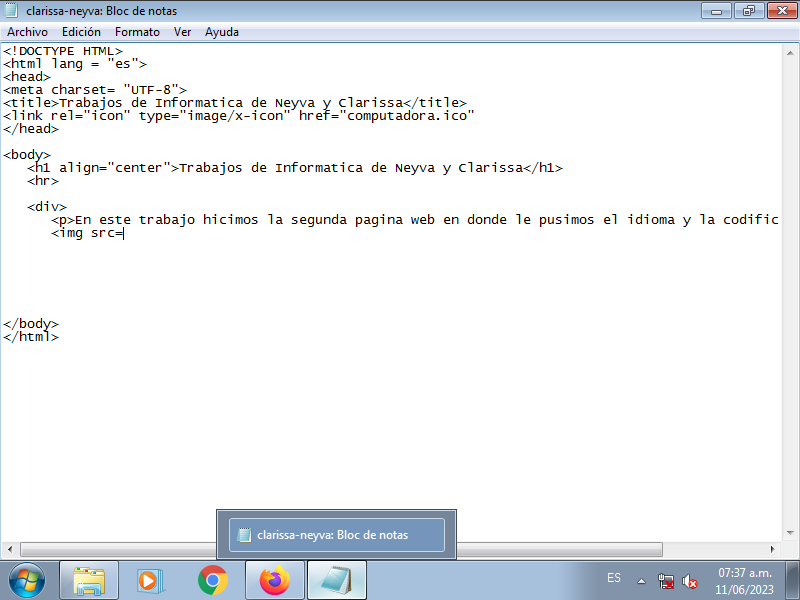 clarissa-neyva: Bloc de notas
Archivo Edición Formato Ver Ayuda
<!DOCTYPE HTML>
<html lang = "es">
<head>
<meta charset= "UTF-8">
<title>Trabajos de Informatica de Neyva y Clarissa</title>
<link rel="icon" type="image/x-icon" href="computadora.ico"
</head>
<body>
<h1 align="center">Trabajos de Informatica de Neyva y Clarissa</h1>
<hr>
<div>
<p>En este trabajo hicimos la segunda pagina web en donde le pusimos el idioma y la codific
<img src=
</body>
</html>
clarissa-neyva: Bloc de notas
ES
07:37 a.m.
11/06/2023